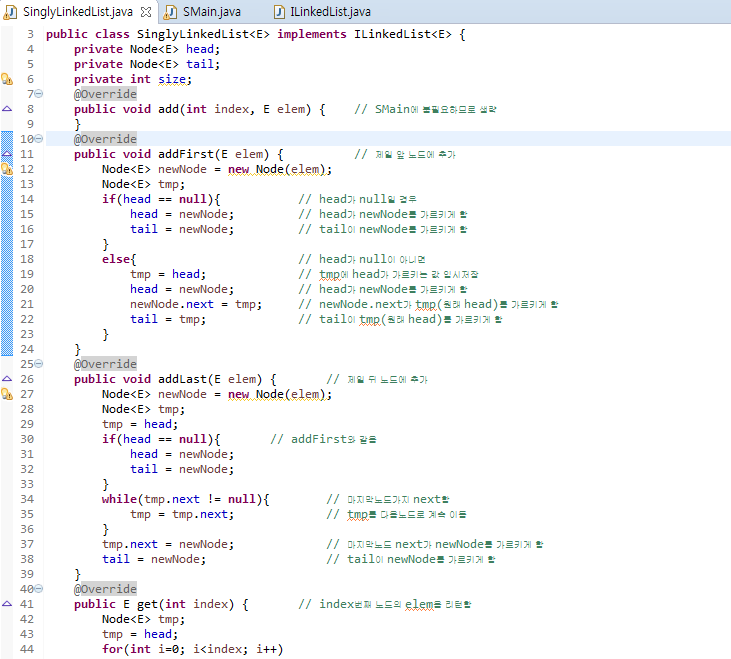 SinglyLinkedList.java SMain.java ILinkedList.java
3 public class SinglyLinkedList<E> implements ILinkedList<E> {
4 private Node<E> head;
5 private Node<E> tail;
6 private int size;
7 @Override
8 public void add(int index, E elem) { // SMain에 불필요하므로 생략
9 }
10 @Override
11 public void addFirst(E elem) { // 제일 앞 노드에 추가
12 Node<E> newNode = new Node(elem);
13 Node<E> tmp;
14 if(head == null){ // head가 null일 경우
15 head = newNode; // head가 newNode를 가르키게 함
16 tail = newNode; // tail이 newNode를 가르키게 함
17 }
18 else{ // head가 null이 아니면
19 tmp = head; // tmp에 head가 가르키는 값 임시저장
20 head = newNode; // head가 newNode를 가르키게 함
21 newNode.next = tmp; // newNode.next가 tmp(원래 head)를 가르키게 함
22 tail = tmp; // tail이 tmp(원래 head)를 가르키게 함
23 }
24 }
25 @Override
26 public void addLast(E elem) { // 제일 뒤 노드에 추가
27 Node<E> newNode = new Node(elem);
28 Node<E> tmp;
29 tmp = head;
30 if(head == null){ // addFirst와 같음
31 head = newNode;
32 tail = newNode;
33 }
34 while(tmp.next != null){ // 마지막노드가지 next함
35 tmp = tmp.next; // tmp를 다음노드로 계속 이동
36 }
37 tmp.next = newNode; // 마지막노드 next가 newNode를 가르키게 함
38 tail = newNode; // tail이 newNode를 가르키게 함
39 }
40 @Override
41 public E get(int index) { // index번째 노드의 elem을 리턴함
42 Node<E> tmp;
43 tmp = head;
44 for(int i=0; i<index; i++)